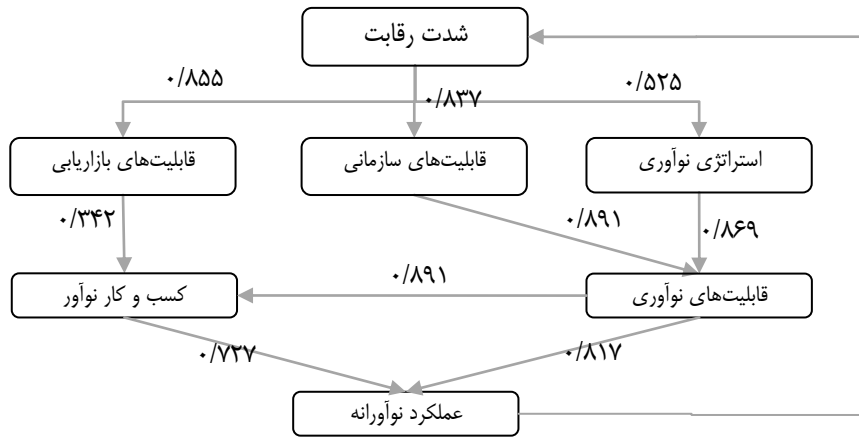 شدت رقابت
۰/۸۵۵
۰/۸۳۷
۰/۵۲۵
قابلیت‌های بازاریابی
قابلیت‌های سازمانی
استراتژی نوآوری
۰/۳۴۲
۰/۸۹۱
۰/۸۶۹
کسب و کار نوآور
۰/۸۹۱
قابلیت‌های نوآوری
۰/۷۲۷
۰/۸۱۷
عملکرد نوآورانه